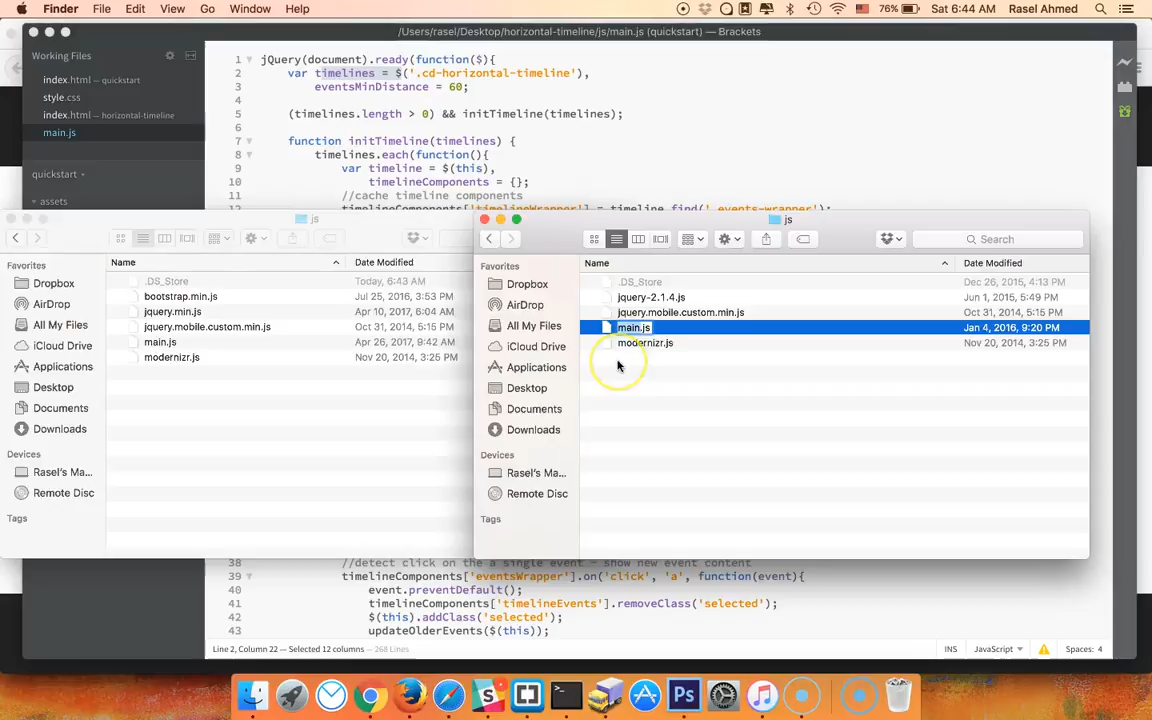 Finder File Edit View Go Window Help 76% Sat 6:44 AM Rasel Ahmed
/Users/rasel/Desktop/horizontal-timeline/js/main.js (quickstart) — Brackets
Working Files
index.html — quickstart
style.css
index.html — horizontal-timeline
main.js
quickstart
assets
1 jQuery(document).ready(function($){
2 var timelines = $('.cd-horizontal-timeline'),
3 eventsMinDistance = 60;
4
5 (timelines.length > 0) && initTimeline(timelines);
6
7 function initTimeline(timelines) {
8 timelines.each(function(){
9 var timeline = $(this),
10 timelineComponents = {};
11 //cache timeline components
12 timelineComponents['timelineWrapper'] = timeline.find('.events-wrapper');
js
Favorites
Dropbox
AirDrop
All My Files
iCloud Drive
Applications
Desktop
Documents
Downloads
Devices
Rasel's Ma...
Remote Disc
Tags
Name Date Modified
.DS_Store Today, 6:43 AM
bootstrap.min.js Jul 25, 2016, 3:53 PM
jquery.min.js Apr 10, 2017, 6:04 AM
jquery.mobile.custom.min.js Oct 31, 2014, 5:15 PM
main.js Apr 26, 2017, 9:42 AM
modernizr.js Nov 20, 2014, 3:25 PM
js
Search
Favorites
Dropbox
AirDrop
All My Files
iCloud Drive
Applications
Desktop
Documents
Downloads
Devices
Rasel's Ma...
Remote Disc
Tags
Name Date Modified
.DS_Store Dec 26, 2015, 4:13 PM
jquery-2.1.4.js Jun 1, 2015, 5:49 PM
jquery.mobile.custom.min.js Oct 31, 2014, 5:15 PM
main.js Jan 4, 2016, 9:20 PM
modernizr.js Nov 20, 2014, 3:25 PM
38 //detect click on the a single event - show new event content
39 timelineComponents['eventsWrapper'].on('click', 'a', function(event){
40 event.preventDefault();
41 timelineComponents['timelineEvents'].removeClass('selected');
42 $(this).addClass('selected');
43 updateOlderEvents($(this));
Line 2, Column 22 — Selected 12 columns — 268 Lines INS JavaScript Spaces: 4